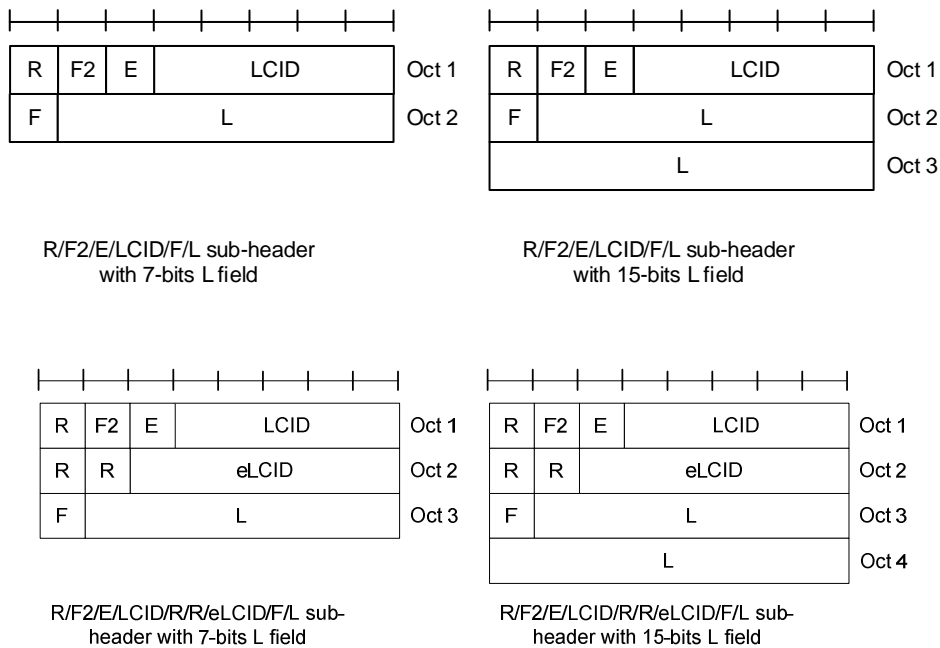 R F2 E LCID Oct 1
F L Oct 2
R/F2/E/LCID/F/L sub-header
with 7-bits L field
R F2 E LCID Oct 1
F L Oct 2
L Oct 3
R/F2/E/LCID/F/L sub-header
with 15-bits L field
R F2 E LCID Oct 1
R R eLCID Oct 2
F L Oct 3
R/F2/E/LCID/R/R/eLCID/F/L sub-
header with 7-bits L field
R F2 E LCID Oct 1
R R eLCID Oct 2
F L Oct 3
L Oct 4
R/F2/E/LCID/R/R/eLCID/F/L sub-
header with 15-bits L field